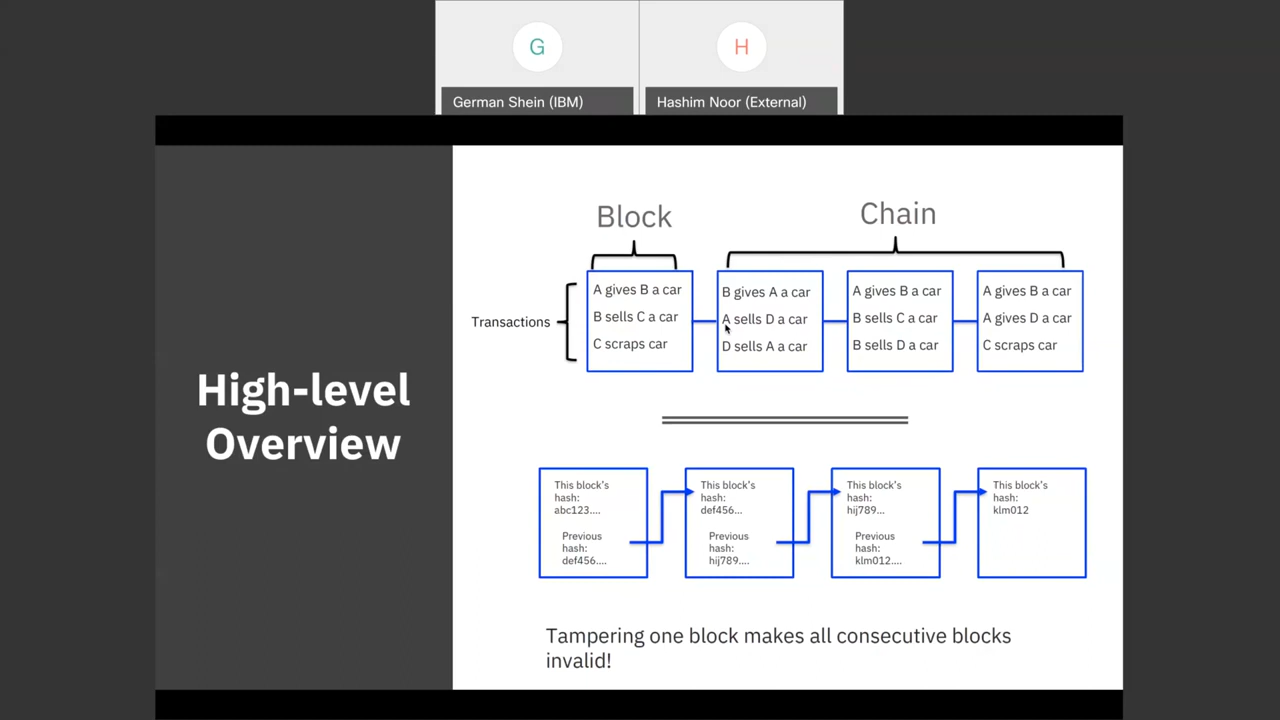 G
H
German Shein (IBM)
Hashim Noor (External)
High-level
Overview
Block
Chain
Transactions
A gives B a car
B sells C a car
C scraps car
B gives A a car
A sells D a car
D sells A a car
A gives B a car
B sells C a car
B sells D a car
A gives B a car
A gives D a car
C scraps car
This block's
hash:
abc123....
Previous
hash:
def456....
This block's
hash:
def456...
Previous
hash:
hij789....
This block's
hash:
hij789...
Previous
hash:
klm012....
This block's
hash:
klm012
Tampering one block makes all consecutive blocks
invalid!